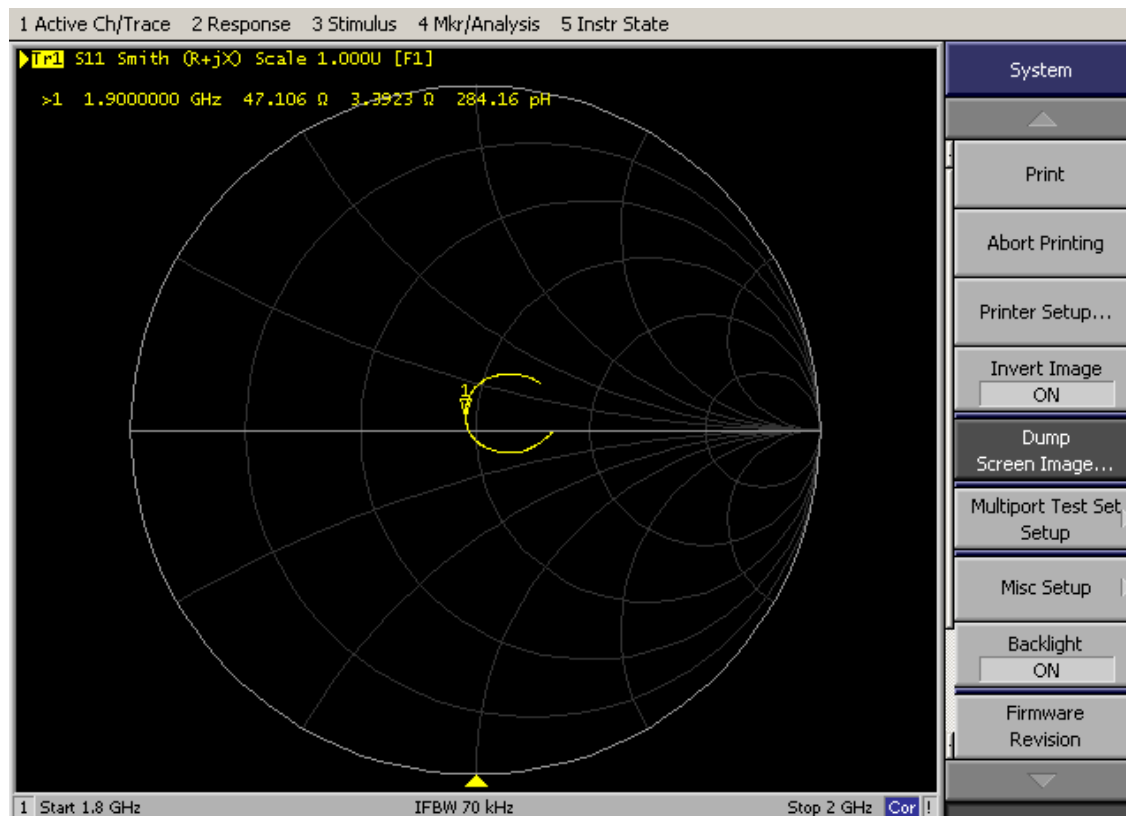 1 Active Ch/Trace 2 Response 3 Stimulus 4 Mkr/Analysis 5 Instr State
Tr1 S11 Smith (R+jX) Scale 1.000U [F1]
>1 1.9000000 GHz 47.106 Ω 3.3923 Ω 284.16 pH
1
System
Print
Abort Printing
Printer Setup...
Invert Image
ON
Dump
Screen Image...
Multiport Test Set
Setup
Misc Setup
Backlight
ON
Firmware
Revision
1 Start 1.8 GHz IFBW 70 kHz Stop 2 GHz Cor !